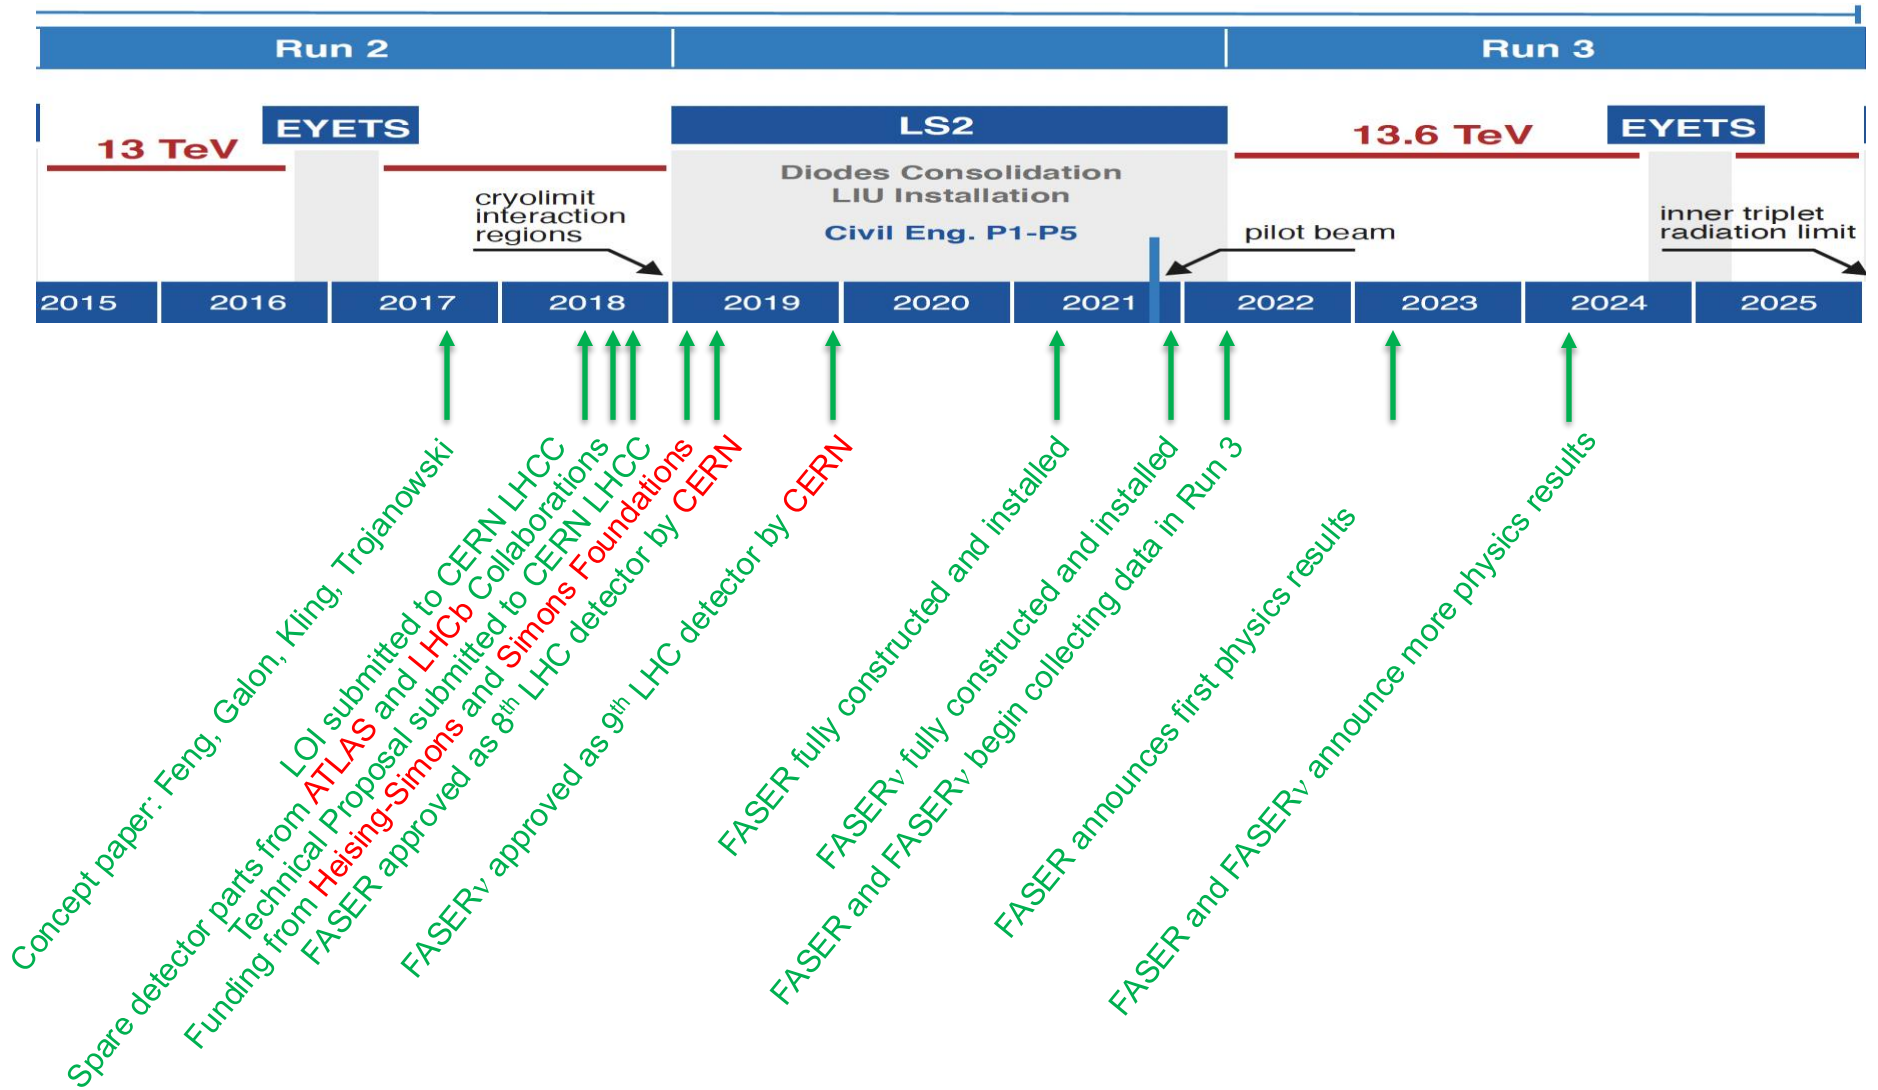 Run 2
Run 3
EYETS
LS2
EYETS
13 TeV
13.6 TeV
Diodes Consolidation
LIU Installation
Civil Eng. P1-P5
cryolimit
interaction
regions
pilot beam
inner triplet
radiation limit
2015 2016 2017 2018 2019 2020 2021 2022 2023 2024 2025
Concept paper: Feng, Galon, Kling, Trojanowski
LOI submitted to CERN LHCC
Spare detector parts from ATLAS and LHCb Collaborations
Technical Proposal submitted to CERN LHCC
Funding from Heising-Simons and Simons Foundations
FASER approved as 8th LHC detector by CERN
FASERν approved as 9th LHC detector by CERN
FASER fully constructed and installed
FASERν fully constructed and installed
FASER and FASERν begin collecting data in Run 3
FASER announces first physics results
FASER and FASERν announce more physics results